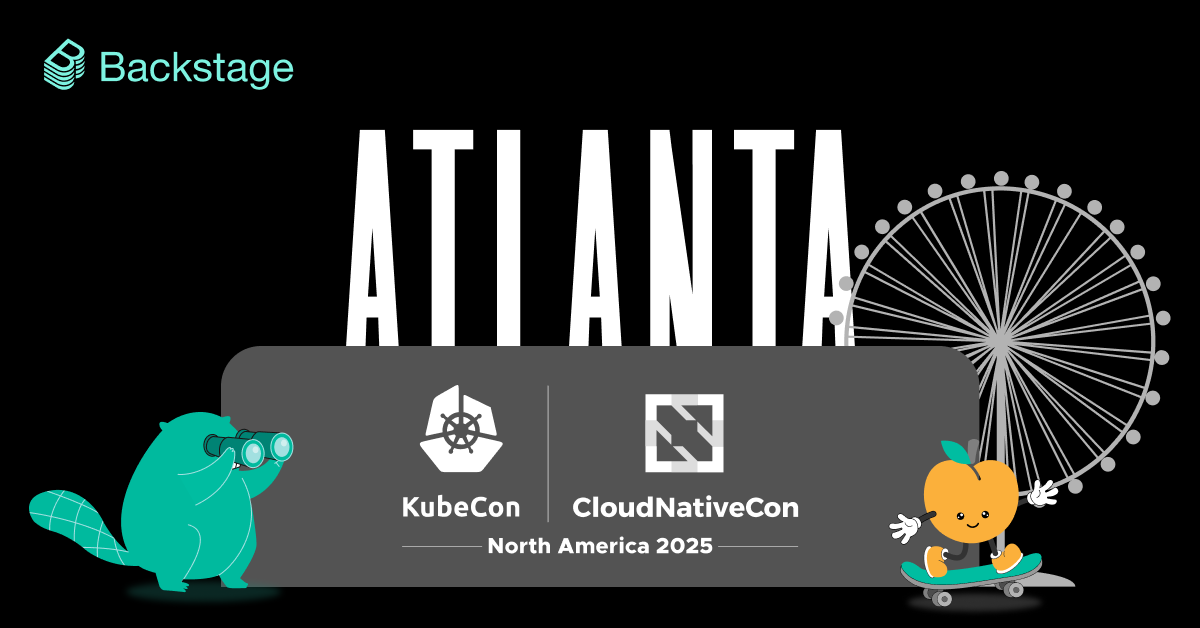 Backstage
ATLANTA
KubeCon
CloudNativeCon
North America 2025